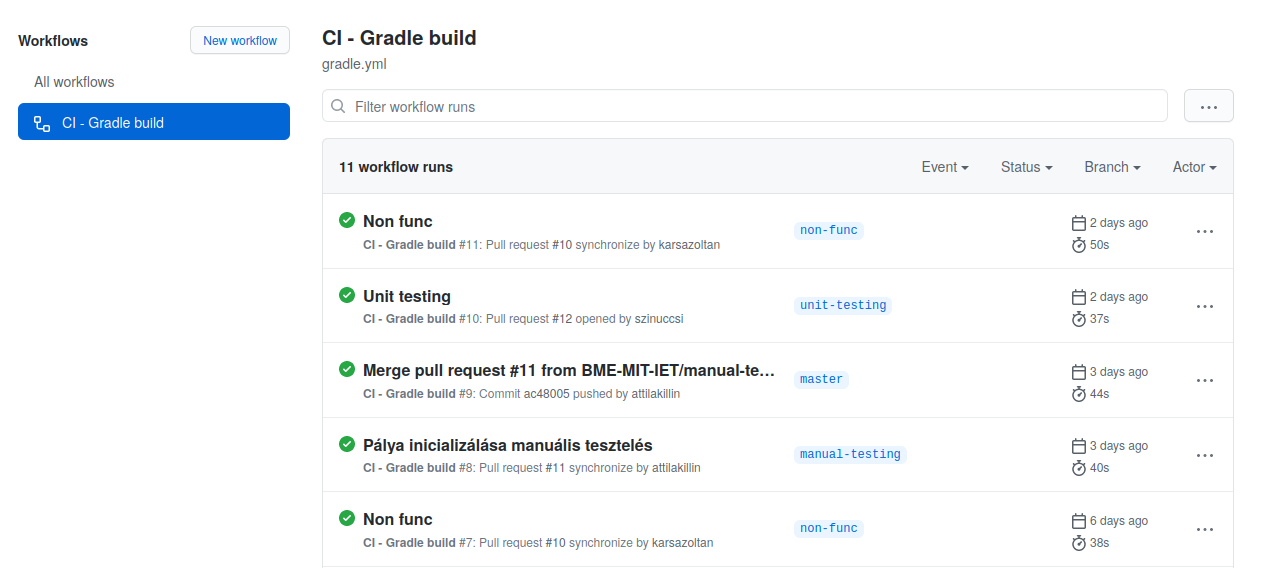 Workflows
New workflow
All workflows
CI - Gradle build
CI - Gradle build
gradle.yml
Filter workflow runs
11 workflow runs
Event
Status
Branch
Actor
Non func
CI - Gradle build #11: Pull request #10 synchronize by karsazoltan
non-func
2 days ago
50s
Unit testing
CI - Gradle build #10: Pull request #12 opened by szinuccsi
unit-testing
2 days ago
37s
Merge pull request #11 from BME-MIT-IET/manual-te...
CI - Gradle build #9: Commit ac48005 pushed by attilakillin
master
3 days ago
44s
Pálya inicializálása manuális tesztelés
CI - Gradle build #8: Pull request #11 synchronize by attilakillin
manual-testing
3 days ago
40s
Non func
CI - Gradle build #7: Pull request #10 synchronize by karsazoltan
non-func
6 days ago
38s